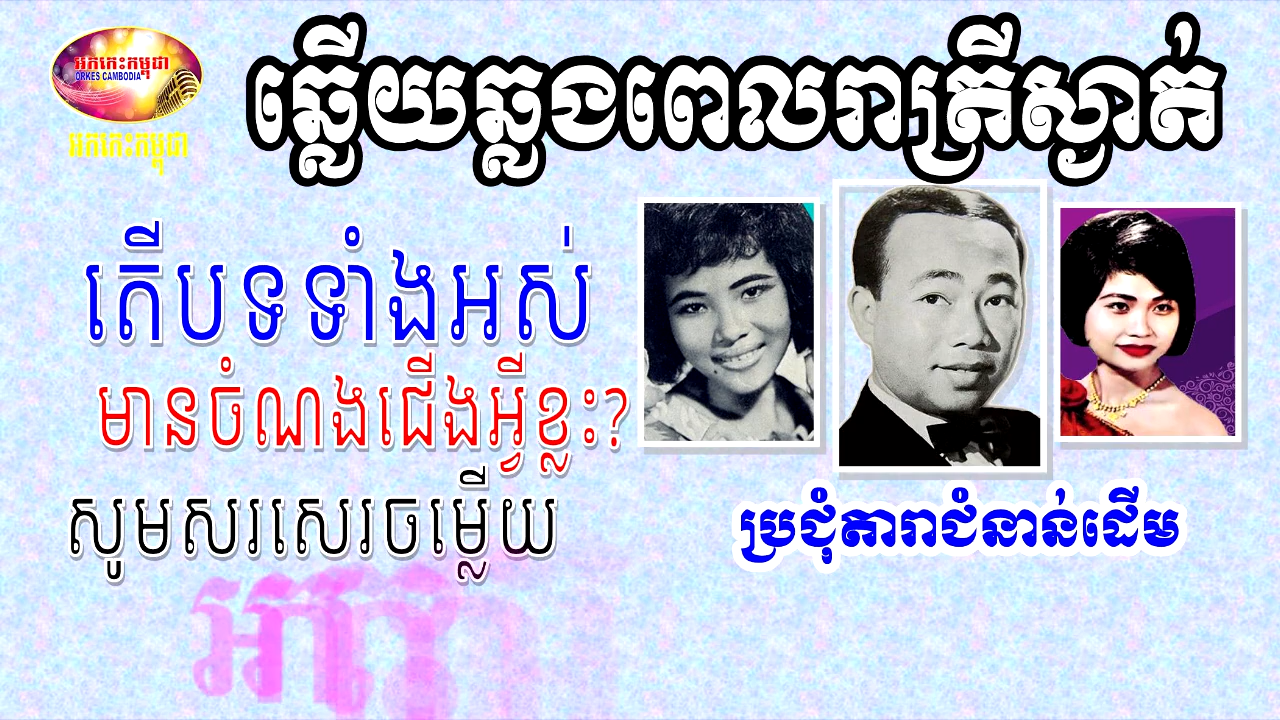 អកកេះកម្ពុជា
ORKES CAMBODIA
អកកេះកម្ពុជា
ឆ្លើយឆ្លងពេលរាត្រីស្ងាត់
តើបទទាំងអស់
មានចំណងជើងអ្វីខ្លះ?
សូមសរសេរចម្លើយ
ប្រជុំតារាជំនាន់ដើម